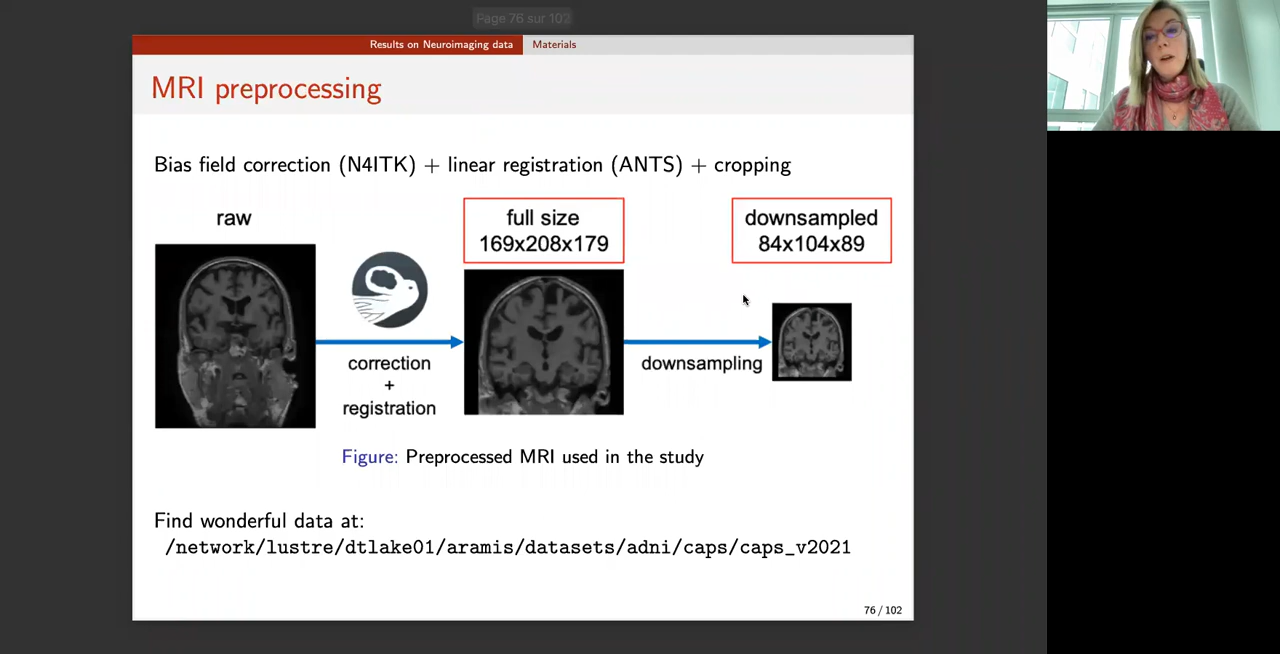 Page 76 sur 102
Results on Neuroimaging data Materials
MRI preprocessing
Bias field correction (N4ITK) + linear registration (ANTS) + cropping
raw
full size
169x208x179
downsampled
84x104x89
correction
+
registration
downsampling
Figure: Preprocessed MRI used in the study
Find wonderful data at:
/network/lustre/dtlake01/aramis/datasets/adni/caps/caps_v2021
76 / 102